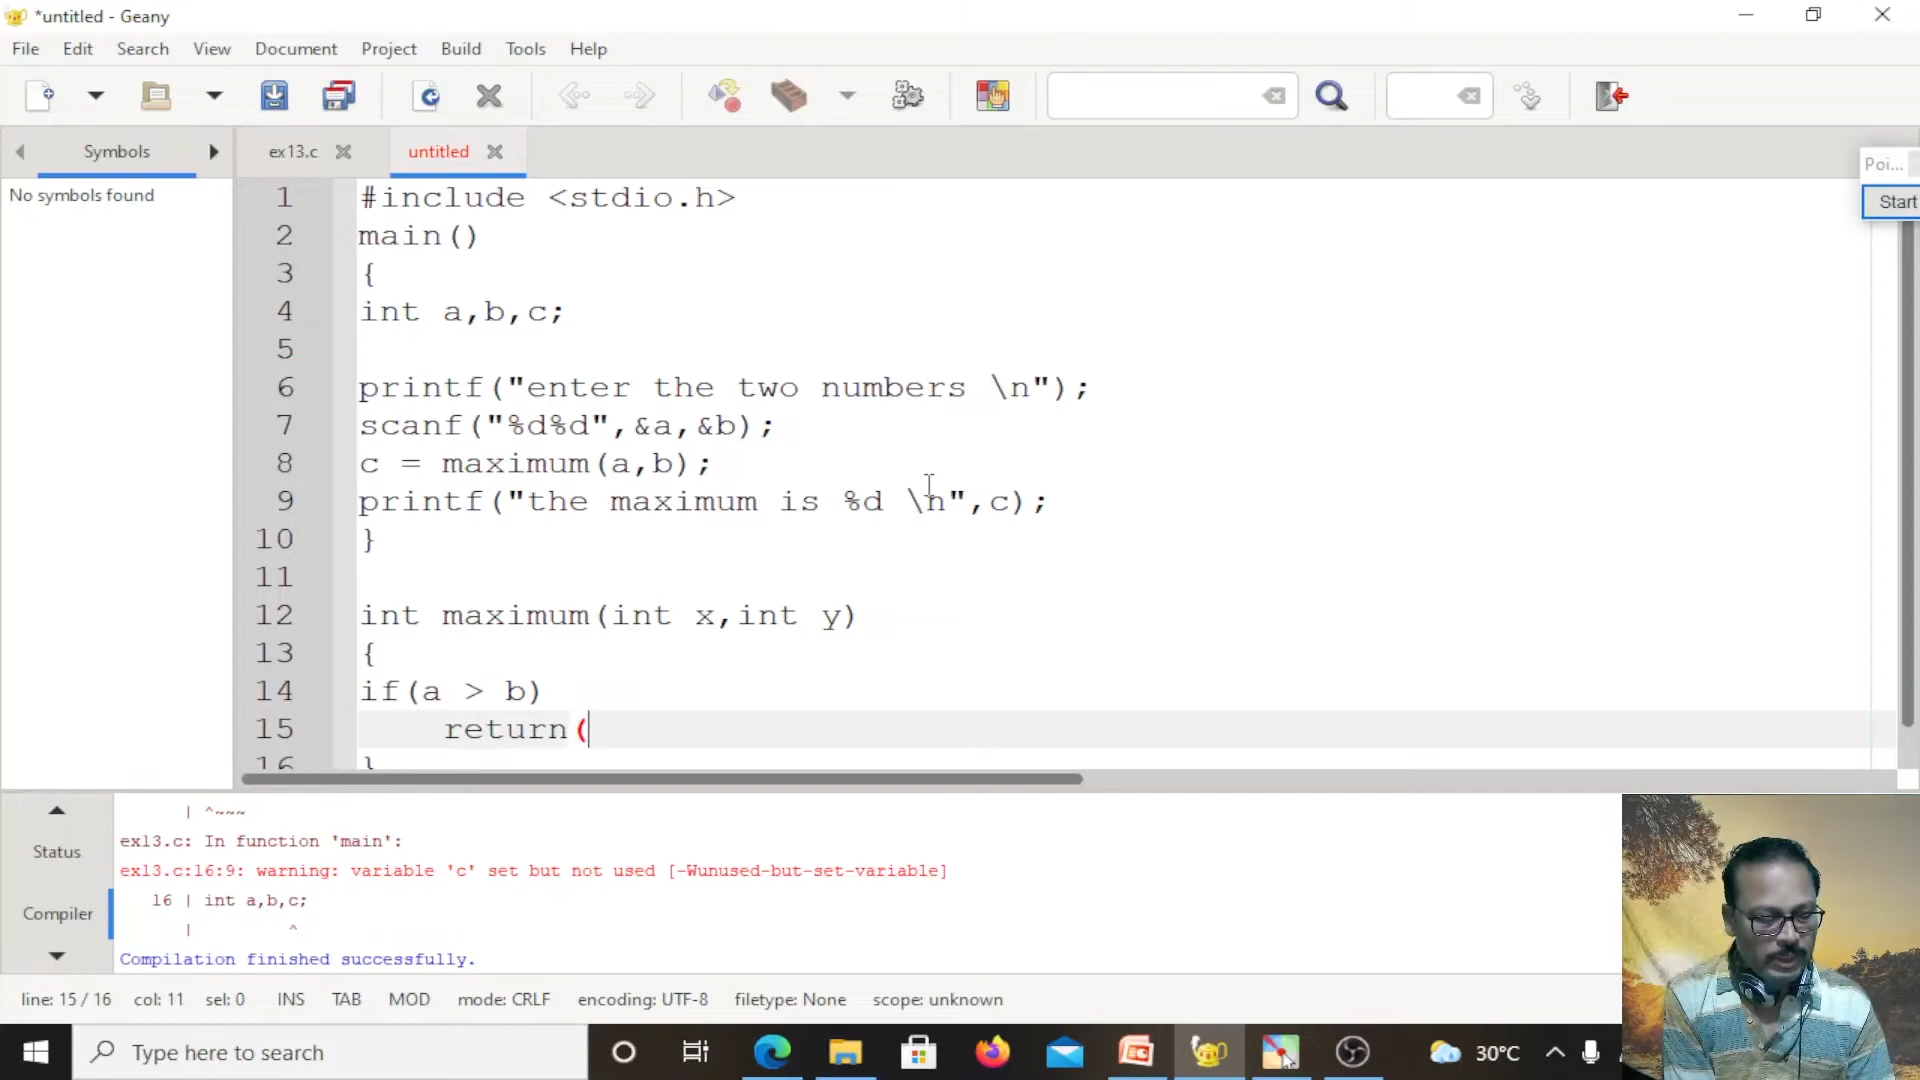 *untitled - Geany
File Edit Search View Document Project Build Tools Help
Symbols ex13.c untitled
No symbols found
Poi...
Start
1 #include <stdio.h>
2 main()
3 {
4 int a,b,c;
5
6 printf("enter the two numbers \n");
7 scanf("%d%d",&a,&b);
8 c = maximum(a,b);
9 printf("the maximum is %d \n",c);
10 }
11
12 int maximum(int x,int y)
13 {
14 if(a > b)
15 return(
16 }
| ^~~~
ex13.c: In function 'main':
ex13.c:16:9: warning: variable 'c' set but not used [-Wunused-but-set-variable]
16 | int a,b,c;
| ^
Compilation finished successfully.
Status
Compiler
line: 15 / 16 col: 11 sel: 0 INS TAB MOD mode: CRLF encoding: UTF-8 filetype: None scope: unknown
Type here to search
30°C